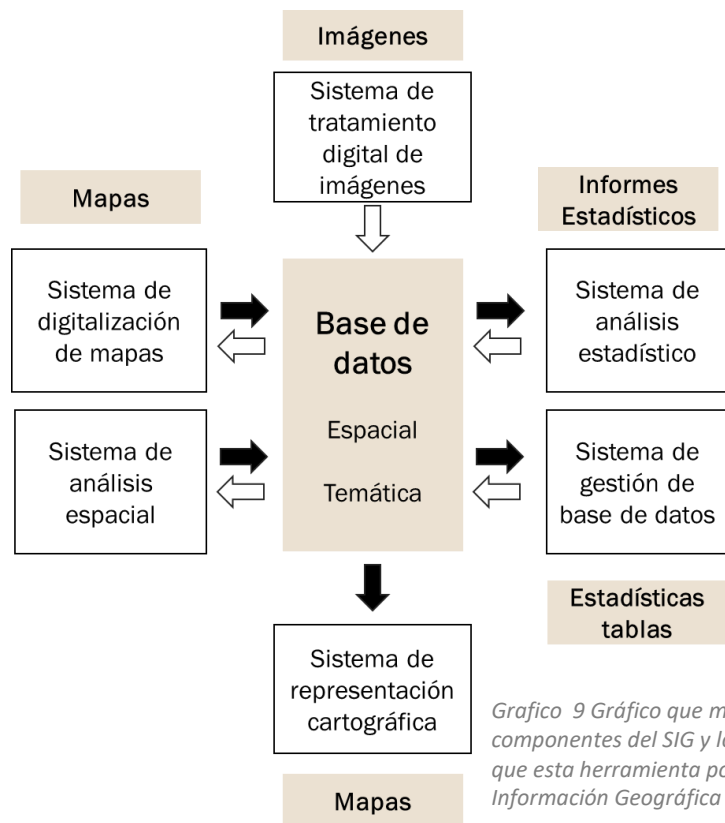 Imágenes
Sistema de
tratamiento
digital de
imágenes
Mapas
Informes
Estadísticos
Sistema de
digitalización
de mapas
Base de
datos
Espacial
Temática
Sistema de
análisis
estadístico
Sistema de
análisis
espacial
Sistema de
gestión de
base de datos
Estadísticas
tablas
Sistema de
representación
cartográfica
Mapas
Grafico 9 Gráfico que
componentes del SIG y
que esta herramienta
Información Geográfica